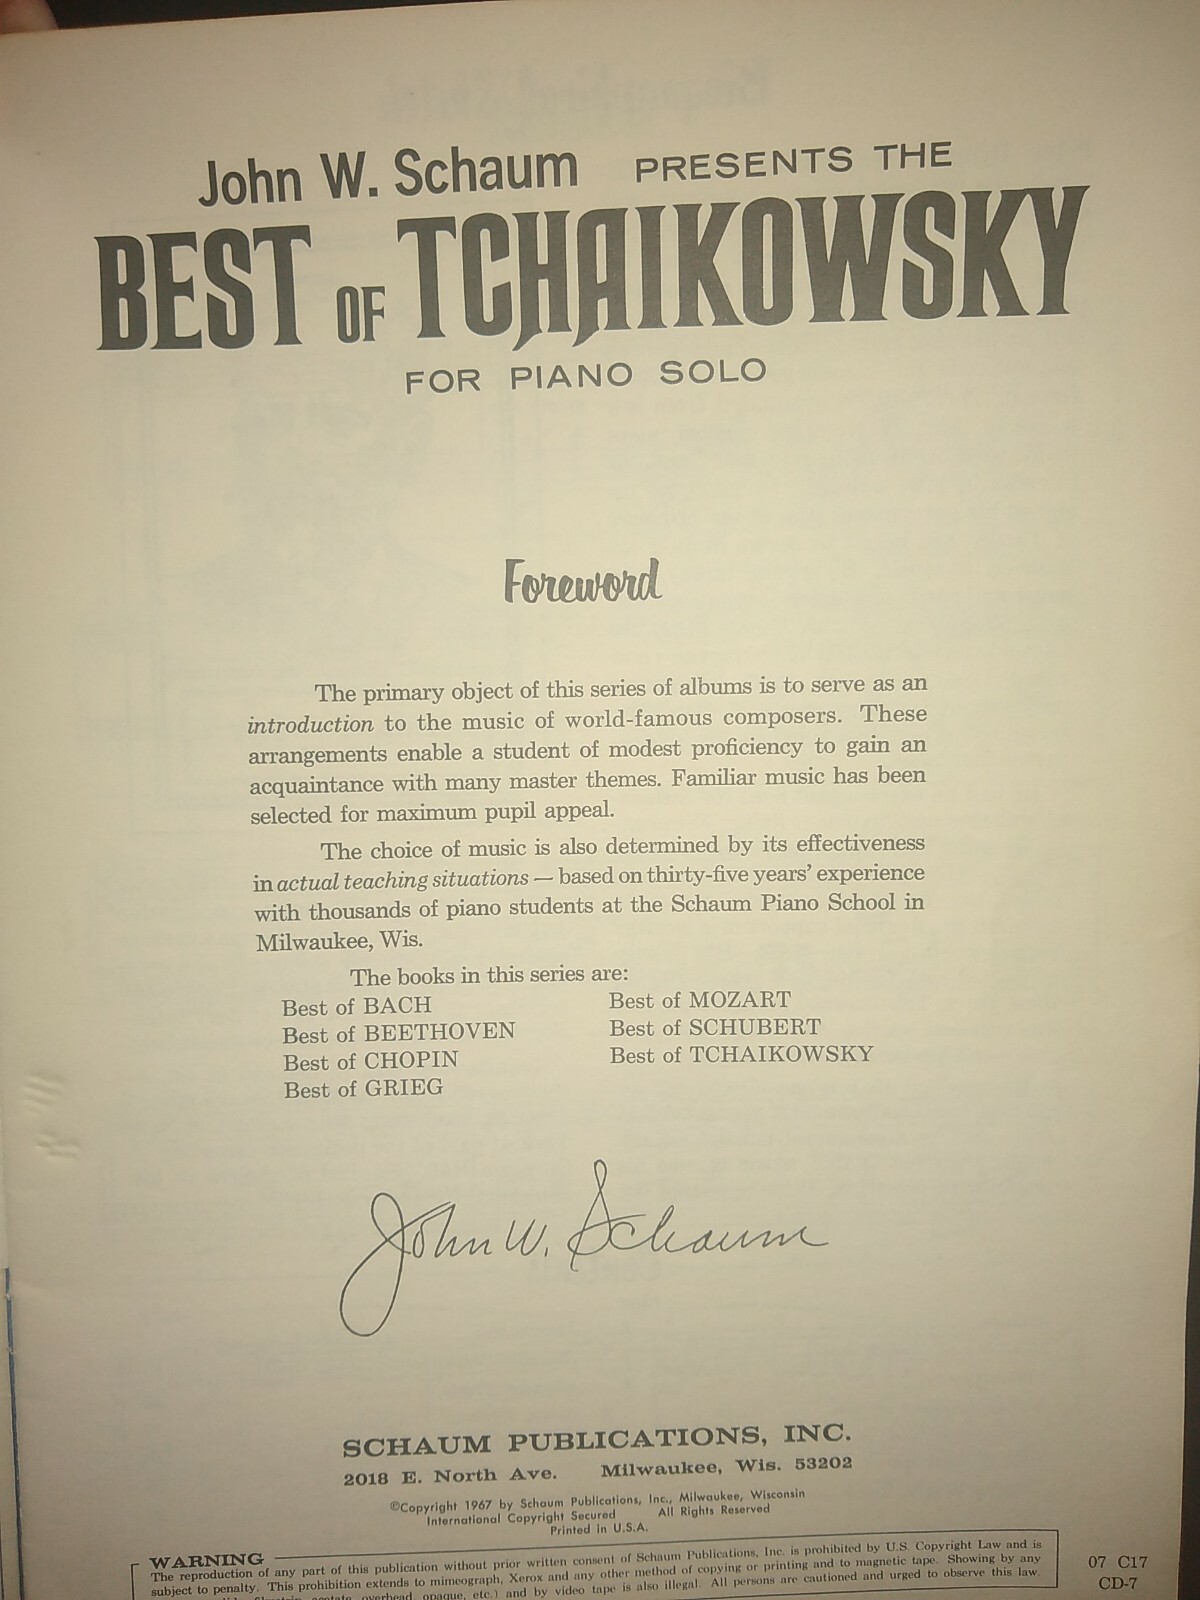 John W. Schaum PRESENTS THE
BEST OF TCHAIKOWSKY
FOR PIANO SOLO
Foreword
The primary object of this series of albums is to serve as an
introduction to the music of world-famous composers. These
arrangements enable a student of modest proficiency to gain an
acquaintance with many master themes. Familiar music has been
selected for maximum pupil appeal.
The choice of music is also determined by its effectiveness
in actual teaching situations — based on thirty-five years' experience
with thousands of piano students at the Schaum Piano School in
Milwaukee, Wis.
The books in this series are:
Best of BACH
Best of BEETHOVEN
Best of CHOPIN
Best of GRIEG
Best of MOZART
Best of SCHUBERT
Best of TCHAIKOWSKY
John W. Schaum
SCHAUM PUBLICATIONS, INC.
2018 E. North Ave. Milwaukee, Wis. 53202
©Copyright 1967 by Schaum Publications, Inc., Milwaukee, Wisconsin
International Copyright Secured All Rights Reserved
Printed in U.S.A.
WARNING
The reproduction of any part of this publication without prior written consent of Schaum Publications, Inc. is prohibited by U.S. Copyright Law and is
subject to penalty. This prohibition extends to mimeograph, Xerox and any other method of copying or printing and to magnetic tape. Showing by any
overhead, opaque, etc.) and by video tape is also illegal. All persons are cautioned and urged to observe this law.
07 C17
CD-7